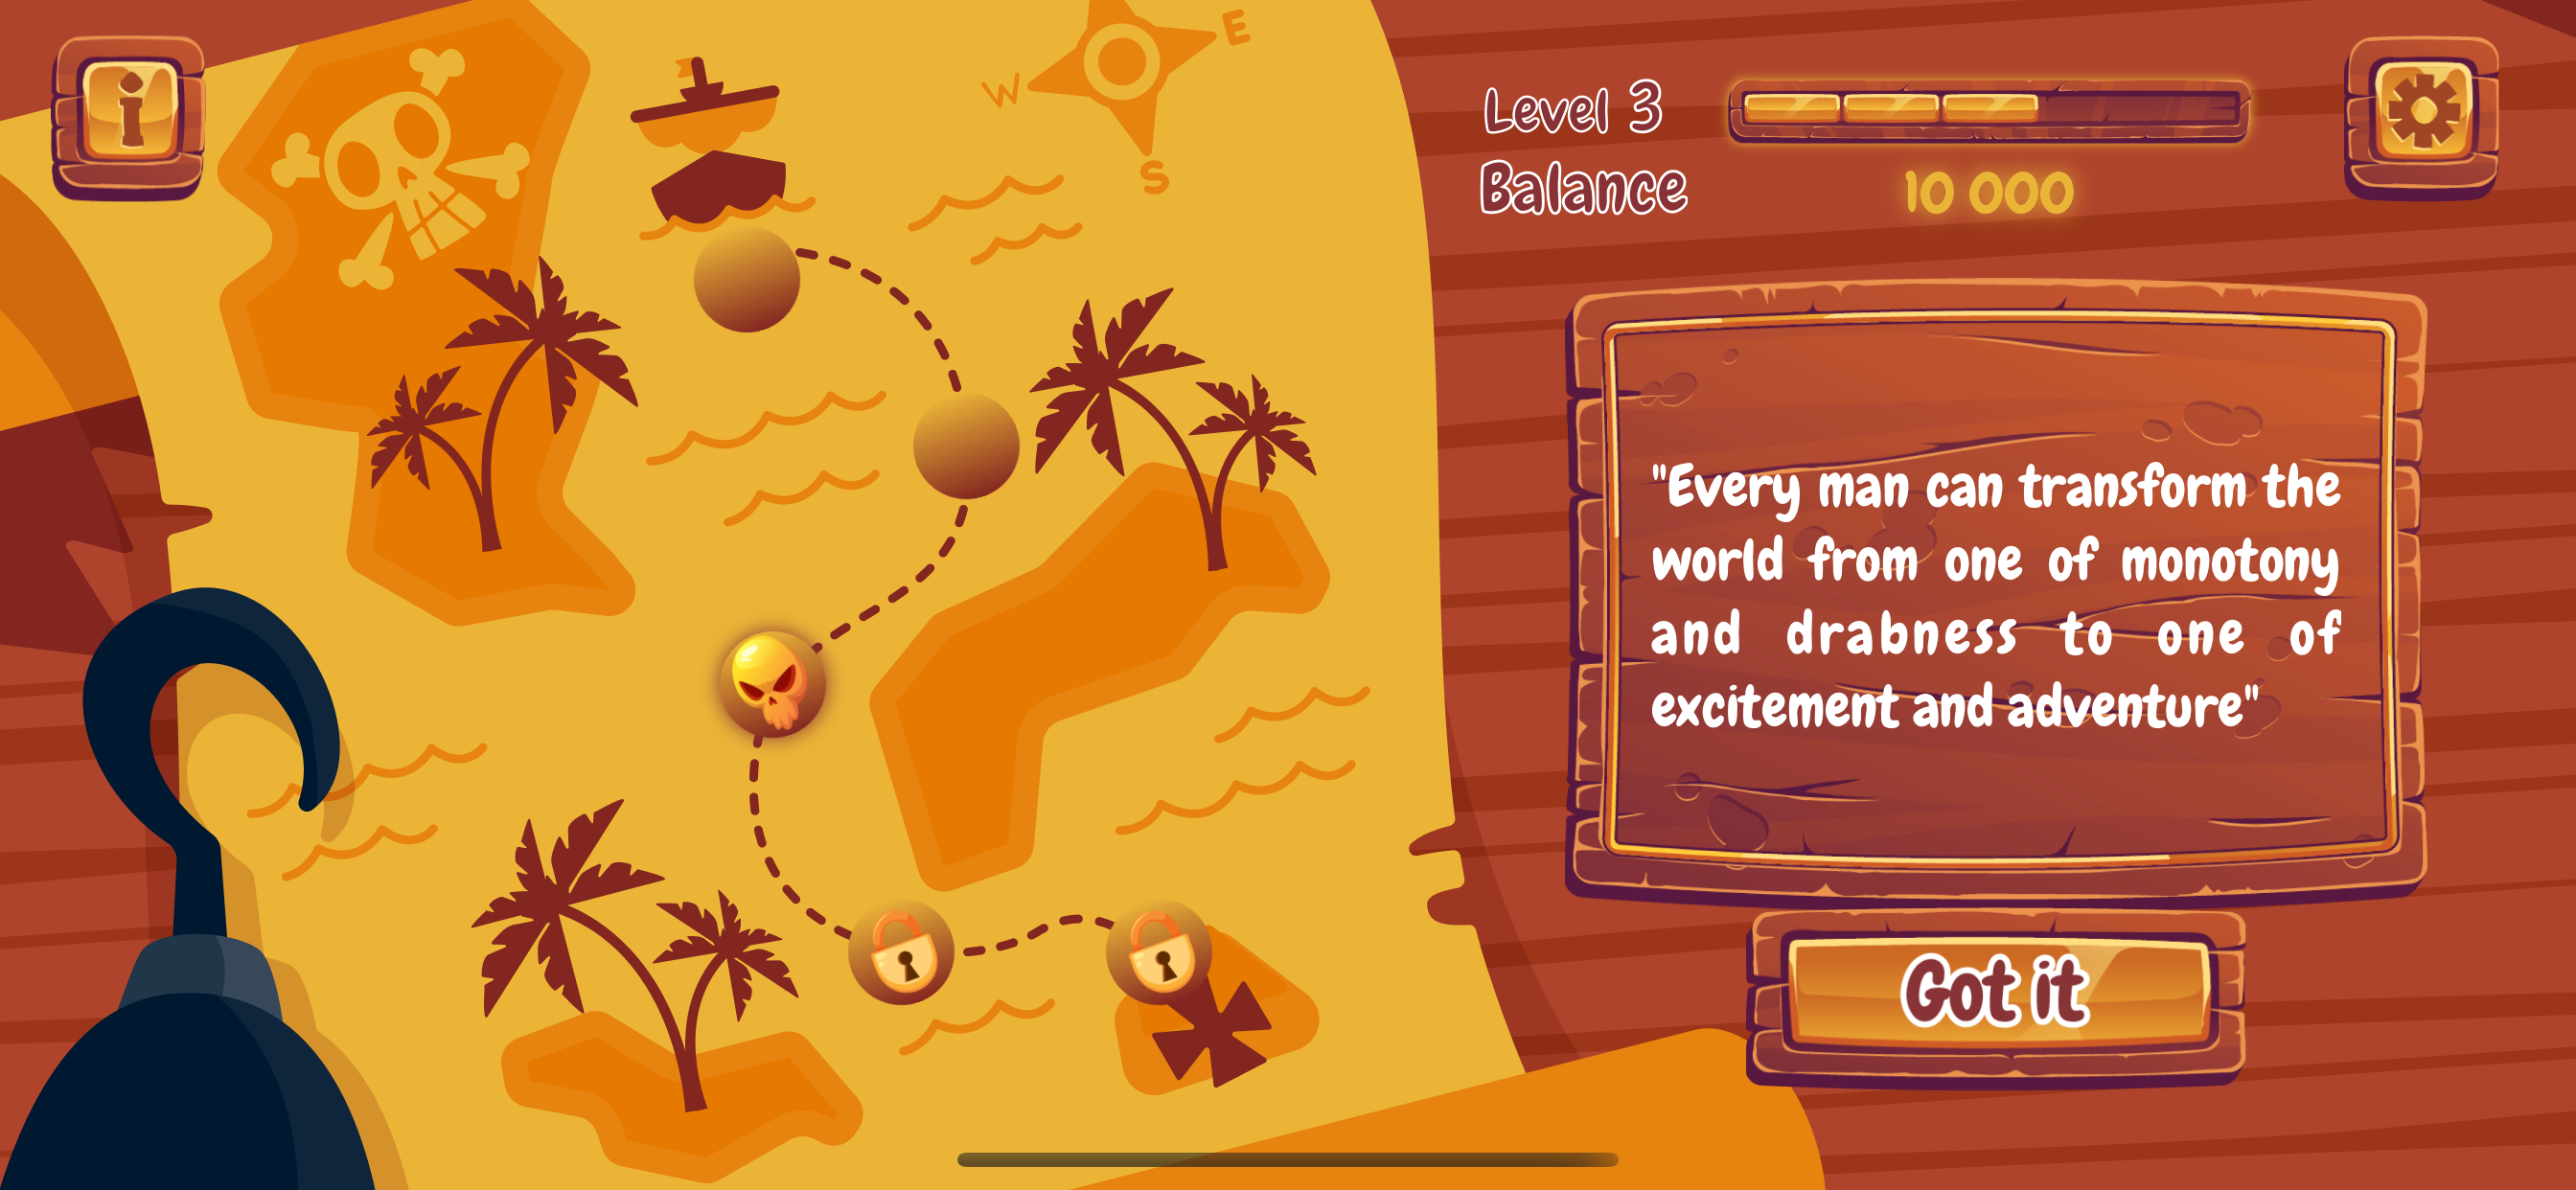 i
W
E
S
Level 3
Balance
10 000
"Every man can transform the
world from one of monotony
and drabness to one of
excitement and adventure"
Got it